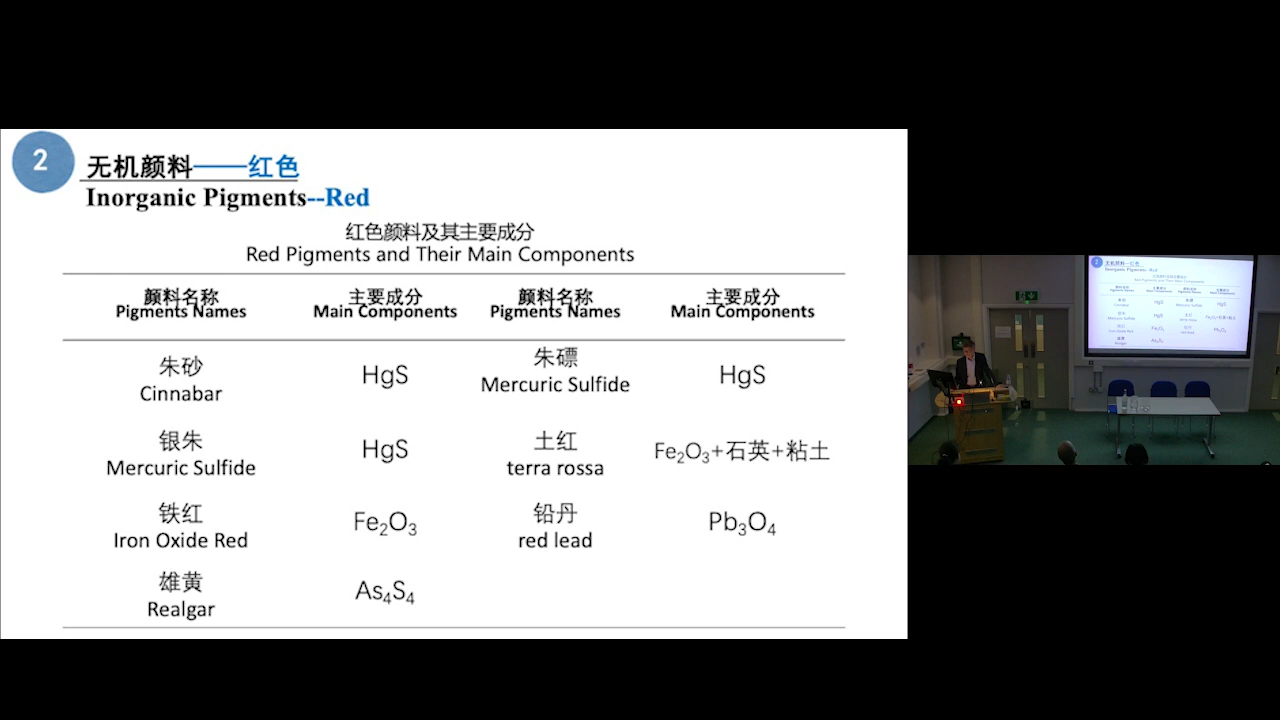 2
无机颜料——红色
Inorganic Pigments--Red
红色颜料及其主要成分
Red Pigments and Their Main Components
颜料名称 主要成分 颜料名称 主要成分
Pigments Names Main Components Pigments Names Main Components
朱砂 HgS 朱磦 HgS
Cinnabar Mercuric Sulfide
银朱 HgS 土红 Fe₂O₃+石英+粘土
Mercuric Sulfide terra rossa
铁红 Fe₂O₃ 铅丹 Pb₃O₄
Iron Oxide Red red lead
雄黄 As₄S₄
Realgar